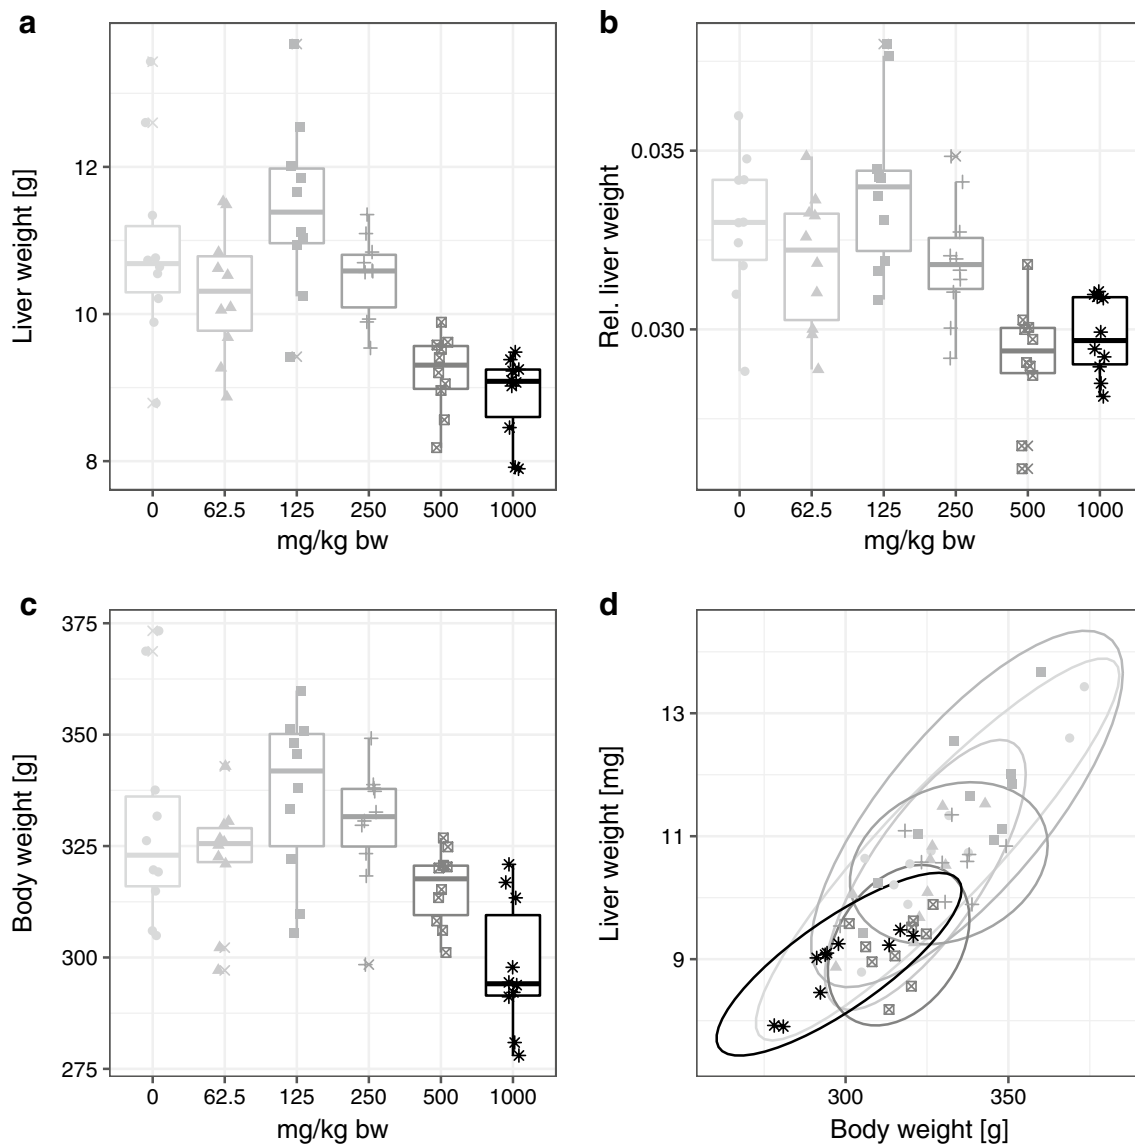 a
Liver weight [g]
12
10
8
0 62.5 125 250 500 1000
mg/kg bw
b
Rel. liver weight
0.035
0.030
0 62.5 125 250 500 1000
mg/kg bw
c
Body weight [g]
375
350
325
300
275
0 62.5 125 250 500 1000
mg/kg bw
d
Liver weight [mg]
13
11
9
300 350
Body weight [g]